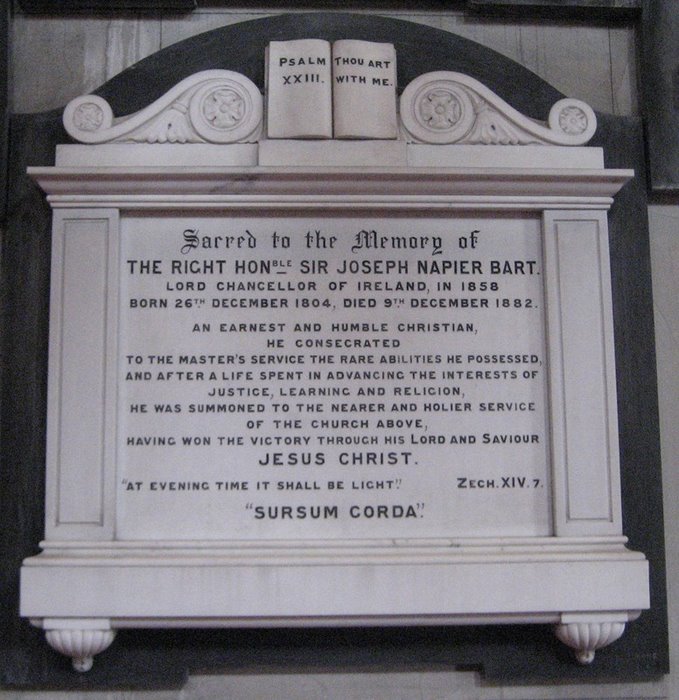 PSALM
XXIII.
THOU ART
WITH ME.
Sacred to the Memory of
THE RIGHT HONBLE SIR JOSEPH NAPIER BART.
LORD CHANCELLOR OF IRELAND, IN 1858
BORN 26TH DECEMBER 1804, DIED 9TH DECEMBER 1882.
AN EARNEST AND HUMBLE CHRISTIAN,
HE CONSECRATED
TO THE MASTER'S SERVICE THE RARE ABILITIES HE POSSESSED,
AND AFTER A LIFE SPENT IN ADVANCING THE INTERESTS OF
JUSTICE, LEARNING AND RELIGION,
HE WAS SUMMONED TO THE NEARER AND HOLIER SERVICE
OF THE CHURCH ABOVE,
HAVING WON THE VICTORY THROUGH HIS LORD AND SAVIOUR
JESUS CHRIST.
"AT EVENING TIME IT SHALL BE LIGHT". ZECH. XIV. 7.
"SURSUM CORDA".